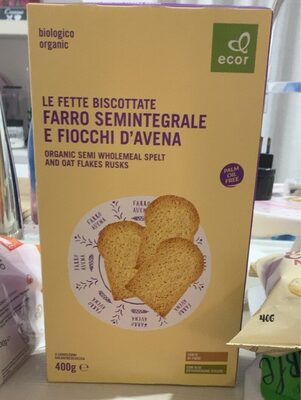 biologico
organic
ecor
LE FETTE BISCOTTATE
FARRO SEMINTEGRALE
E FIOCCHI D'AVENA
ORGANIC SEMI WHOLEMEAL SPELT
AND OAT FLAKES RUSKS
PALM
OIL
FREE
FARRO
AVENA
400g e
40G